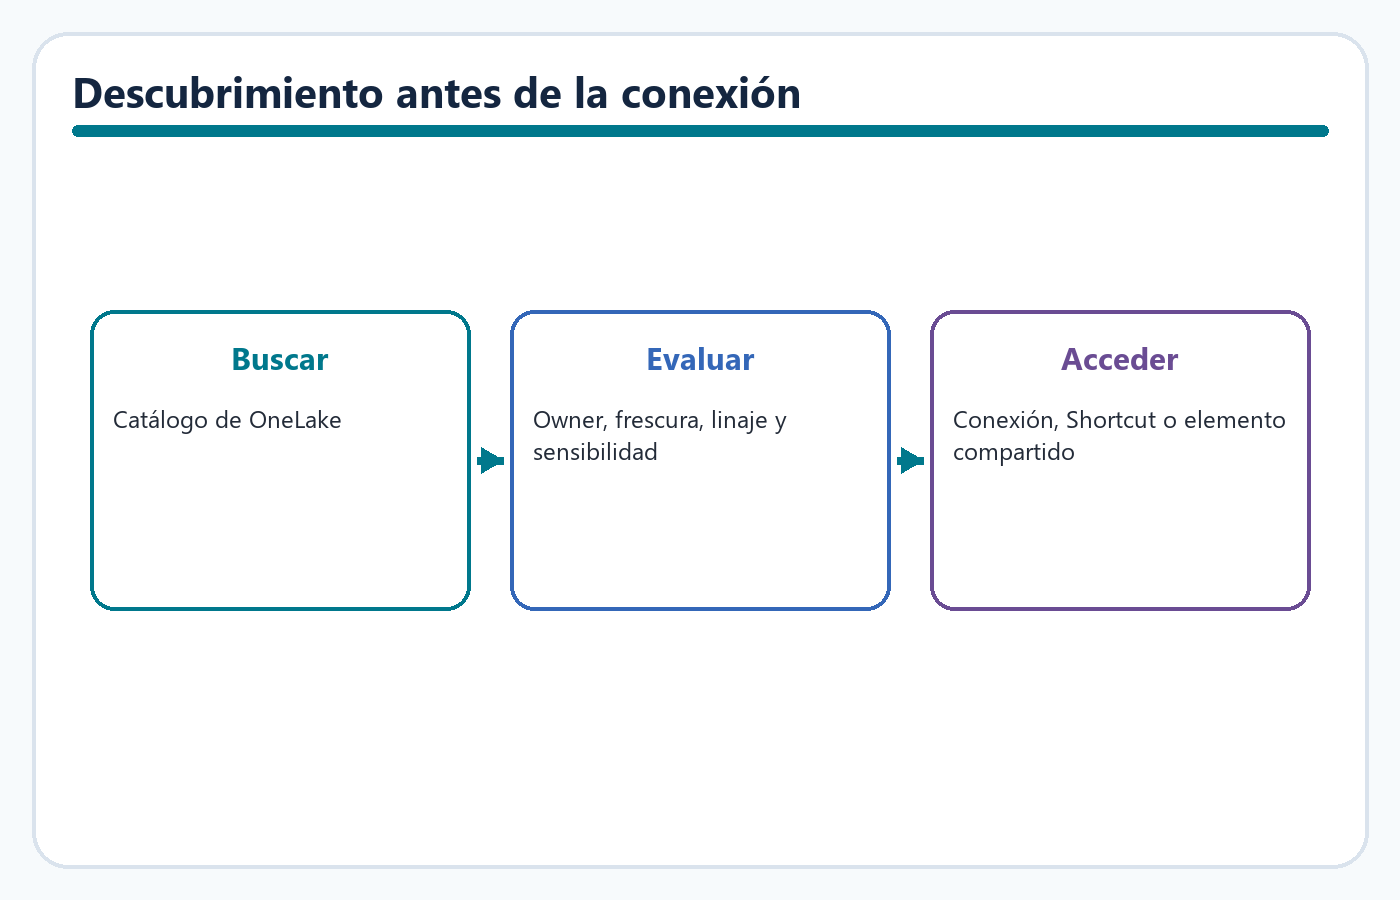 Descubrimiento antes de la conexión
Buscar
Catálogo de OneLake
Evaluar
Owner, frescura, linaje y
sensibilidad
Acceder
Conexión, Shortcut o elemento
compartido